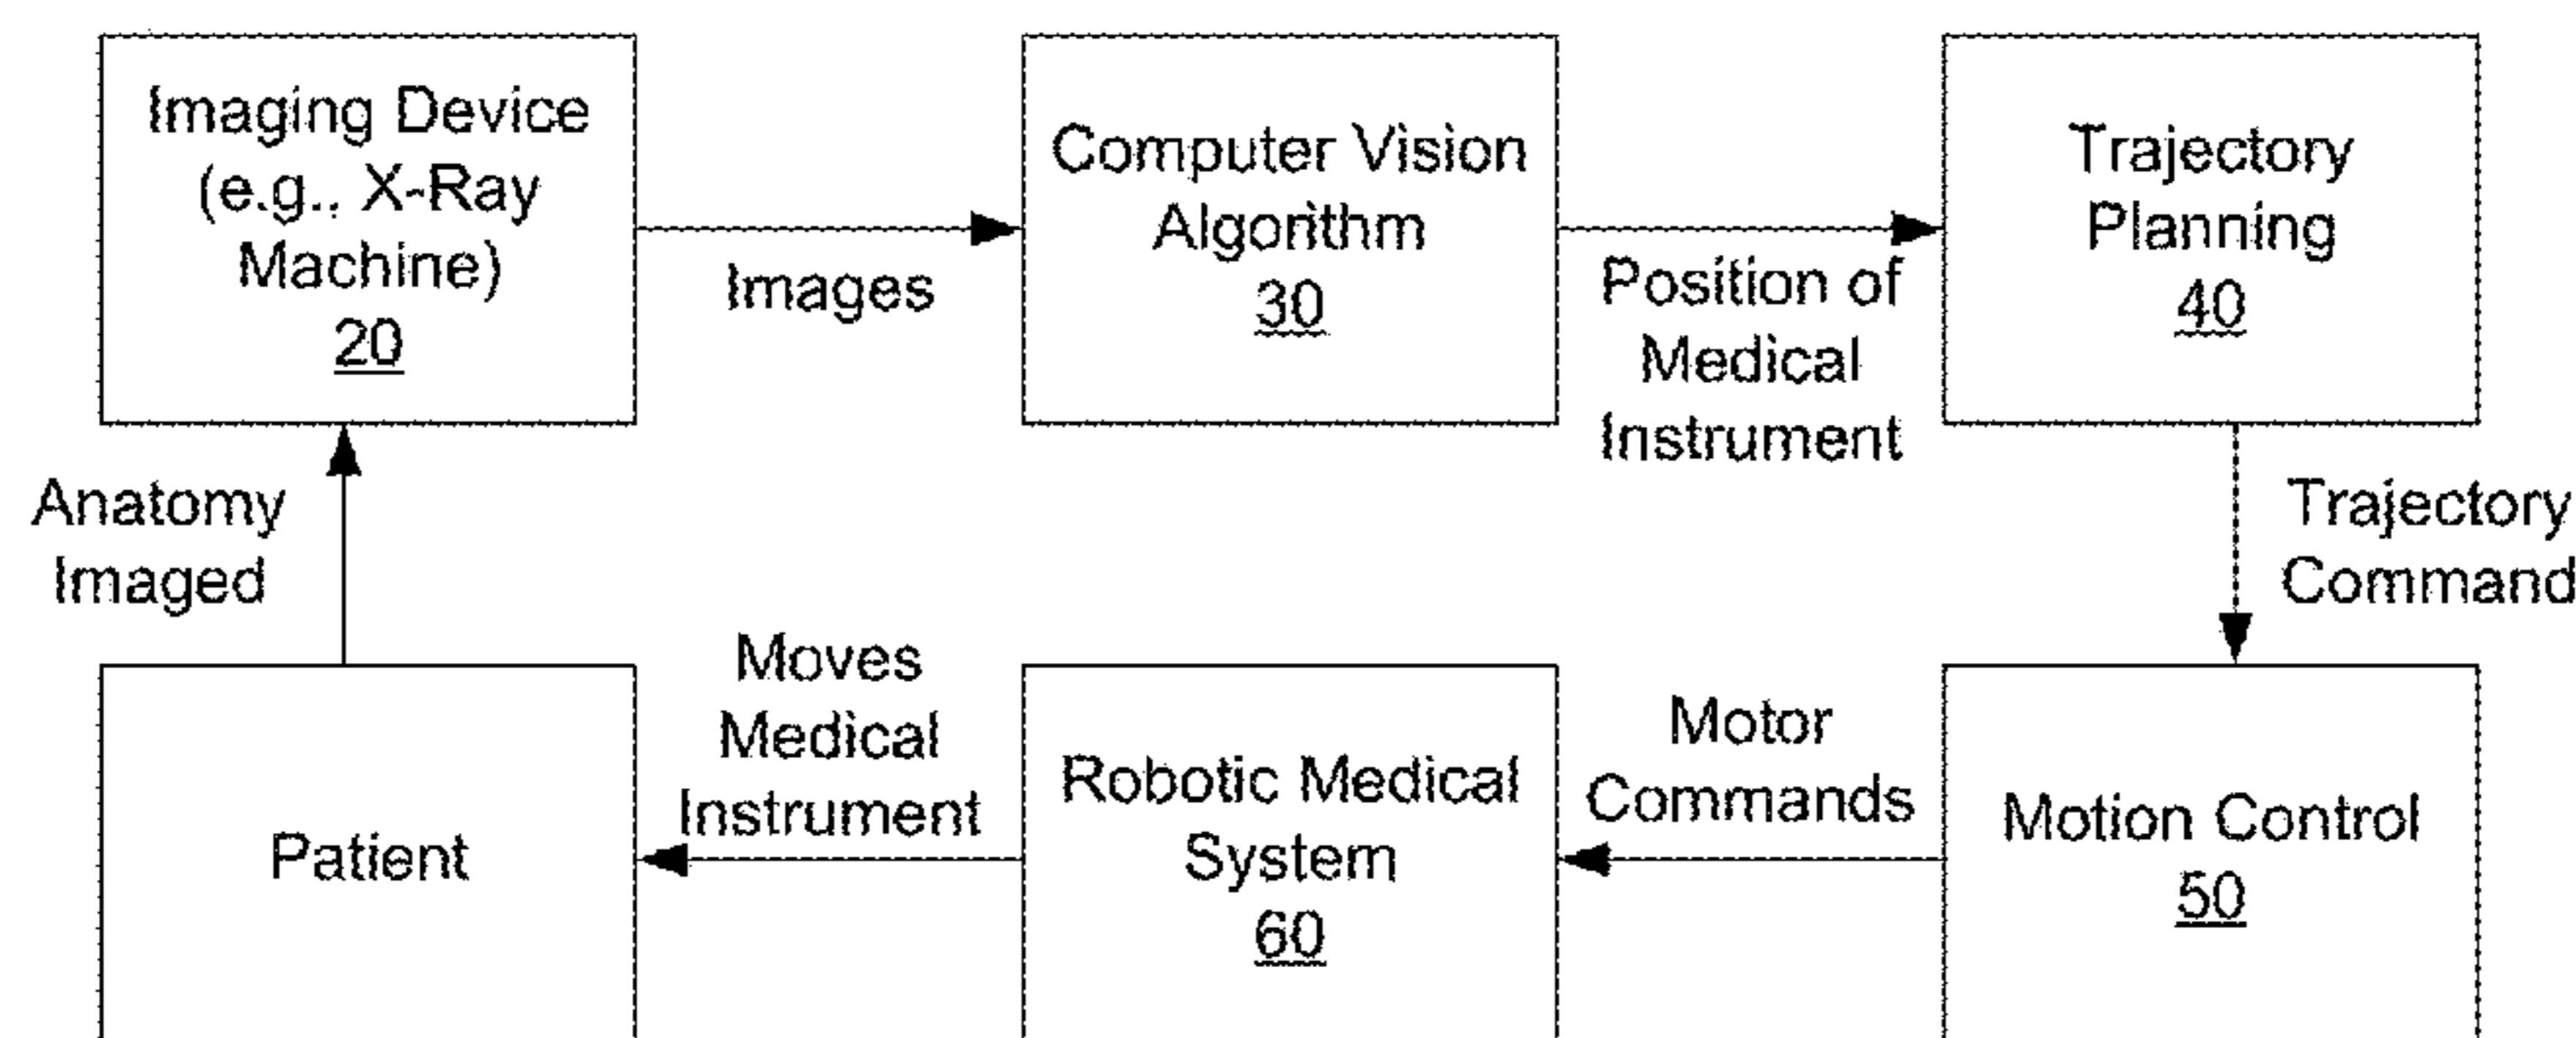 Imaging Device
(e.g., X-Ray
Machine)
20
Images
Computer Vision
Algorithm
30
Position of
Medical
Instrument
Trajectory
Planning
40
Trajectory
Command
Motion Control
50
Motor
Commands
Robotic Medical
System
60
Moves
Medical
Instrument
Patient
Anatomy
Imaged